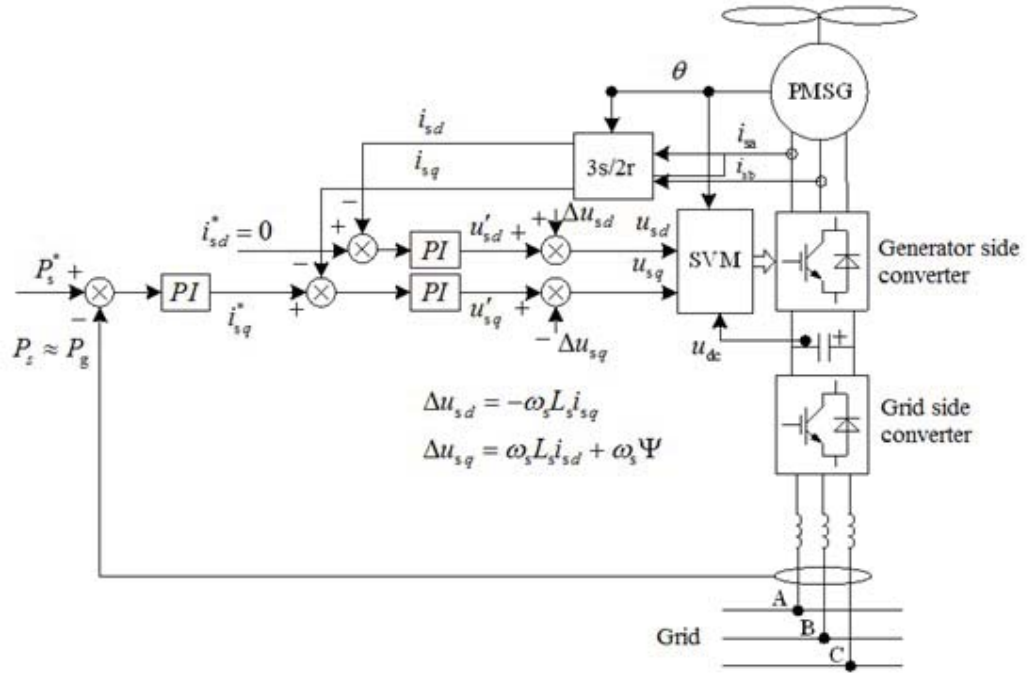 PMSG
θ
i_sd
i_sq
3s/2r
i_sa
i_sb
i*_sd = 0
−
+
PI
u′_sd
+
+ Δu_sd
u_sd
u_sq
SVM
Generator side
converter
P*_s +
−
P_s ≈ P_g
PI
i*_sq
−
+
PI
u′_sq
+
− Δu_sq
u_dc
+
Δu_sd = −ω_s L_s i_sq
Δu_sq = ω_s L_s i_sd + ω_s Ψ
Grid side
converter
A
Grid
B
C